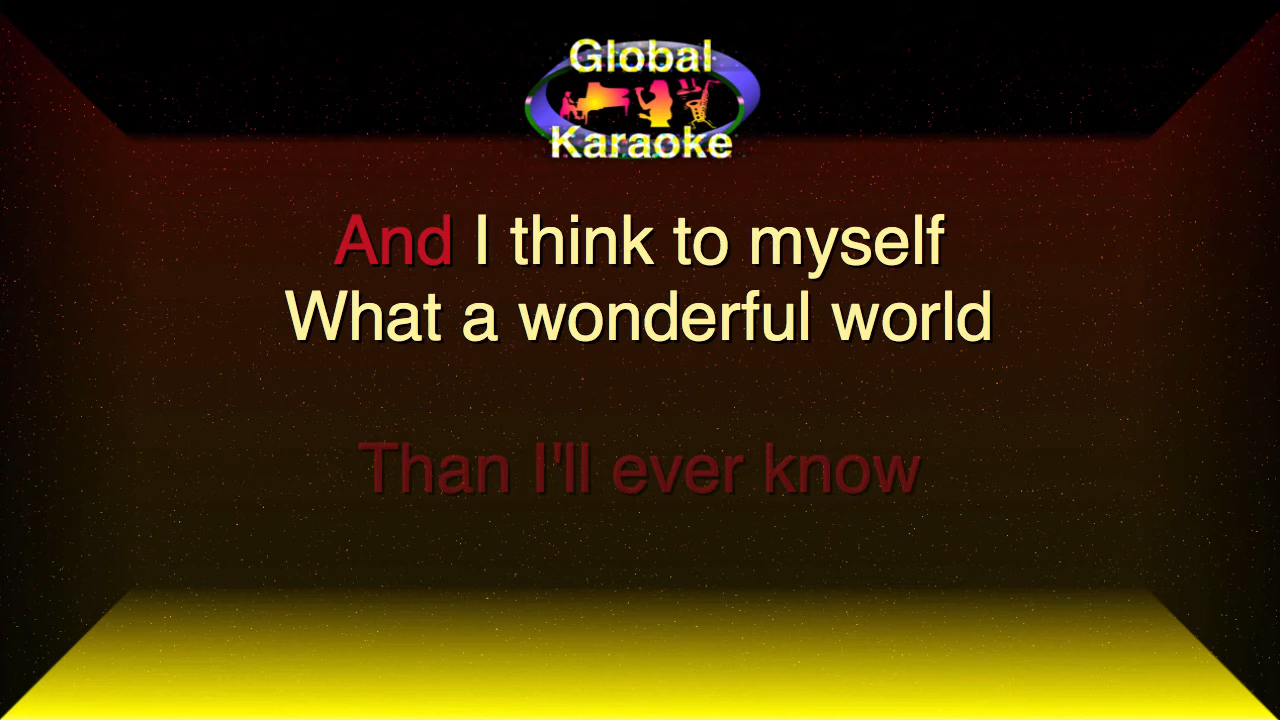 Global
Karaoke
And I think to myself
What a wonderful world
Than I'll ever know